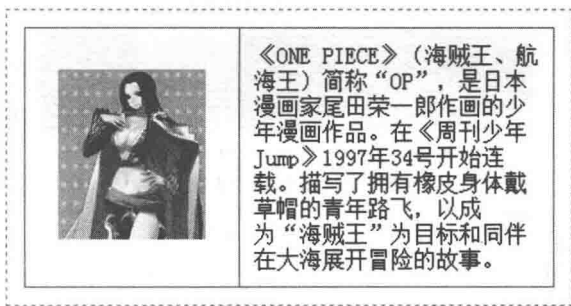 《ONE PIECE》（海贼王、航
海王）简称“OP”，是日本
漫画家尾田荣一郎作画的少
年漫画作品。在《周刊少年
Jump》1997年34号开始连
载。描写了拥有橡皮身体戴
草帽的青年路飞，以成
为“海贼王”为目标和同伴
在大海展开冒险的故事。